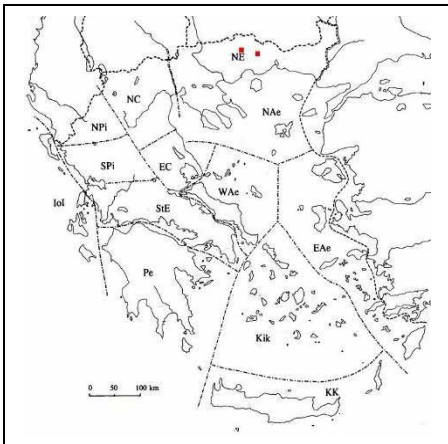 NE
NC
NAe
NPi
SPi
EC
WAe
IoI
StE
EAe
Pe
Kik
0 50 100 km
KK